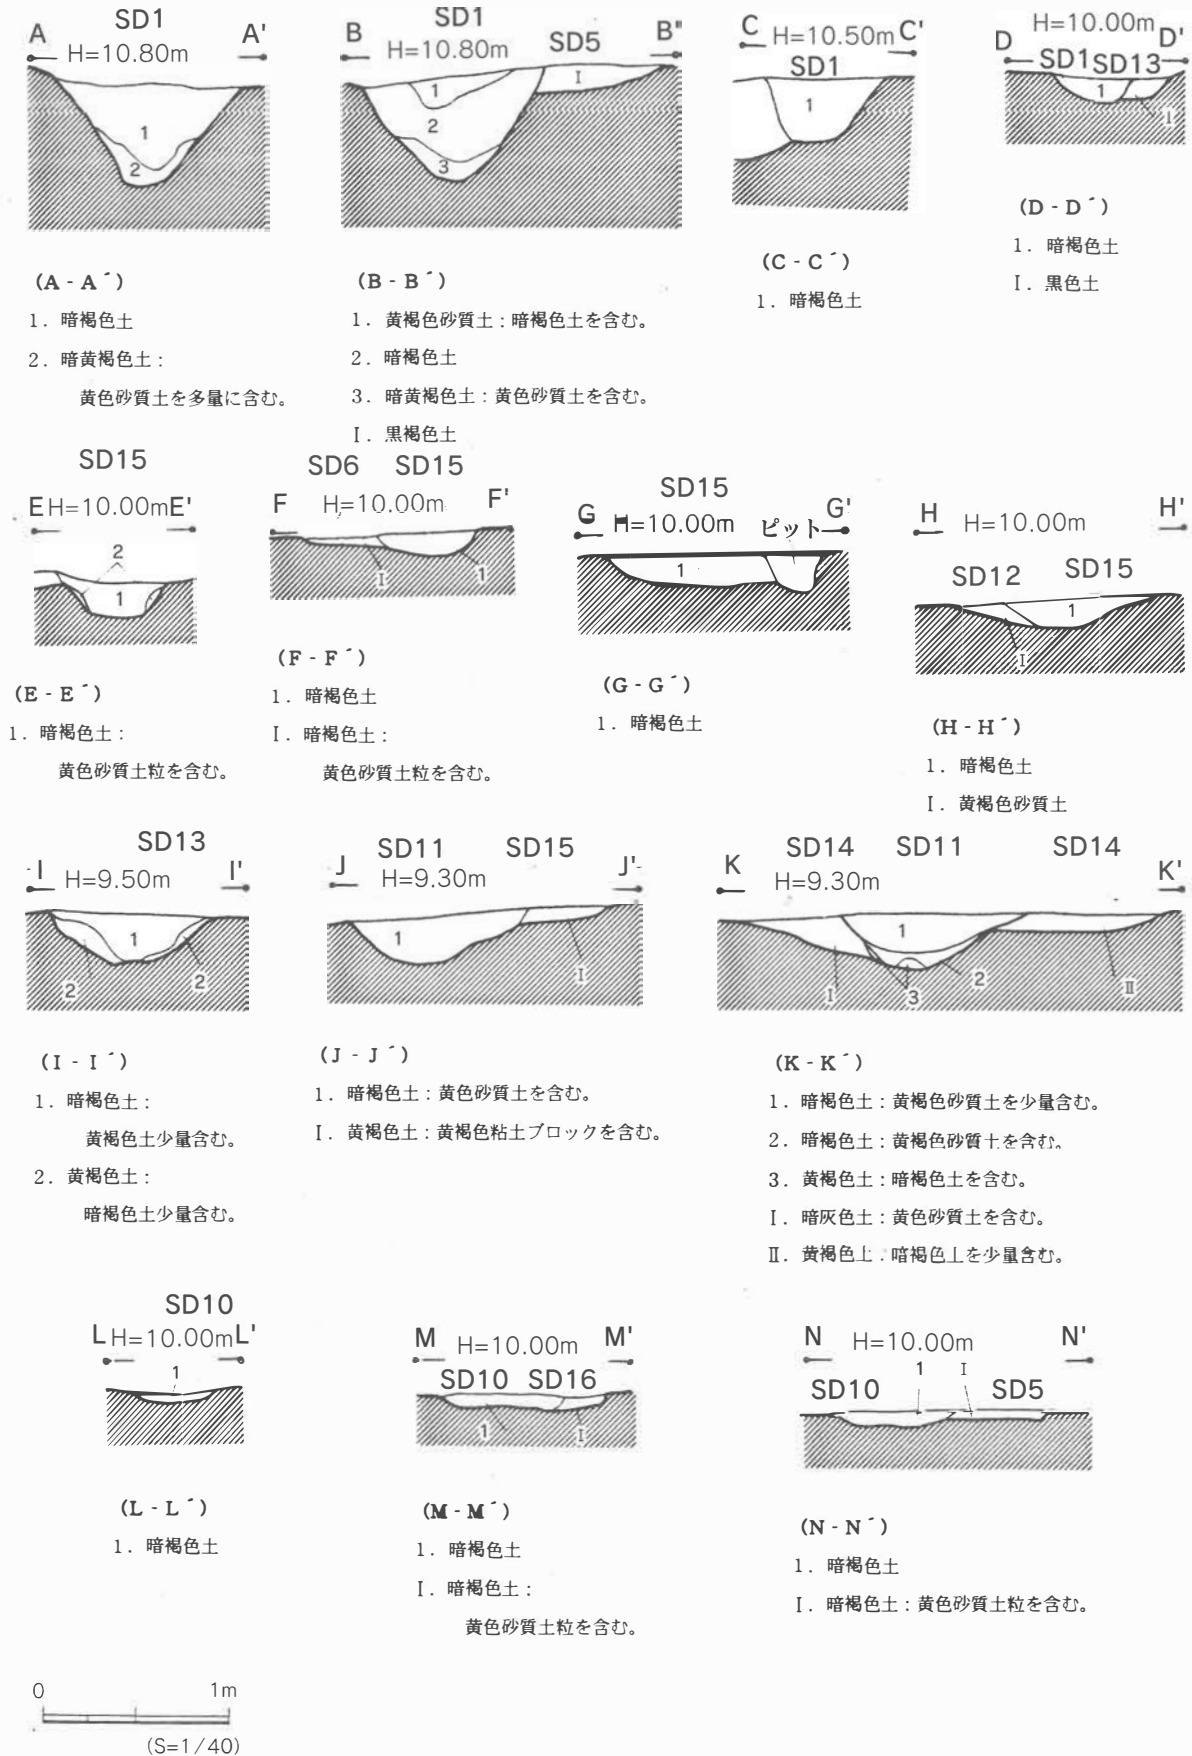 SD1
A H=10.80m A'
1
2
(A - A´)
1. 暗褐色土
2. 暗黄褐色土:
黄色砂質土を多量に含む。
SD1
B H=10.80m SD5 B"
1
I
2
3
(B - B´)
1. 黄褐色砂質土:暗褐色土を含む。
2. 暗褐色土
3. 暗黄褐色土:黄色砂質土を含む。
I. 黒褐色土
C H=10.50m C'
SD1
1
(C - C´)
1. 暗褐色土
H=10.00m
D SD1 SD13 D'
1
I
(D - D´)
1. 暗褐色土
I. 黒色土
SD15
E H=10.00m E'
2
1
(E - E´)
1. 暗褐色土:
黄色砂質土粒を含む。
SD6 SD15
F H=10.00m F'
I 1
(F - F´)
1. 暗褐色土
I. 暗褐色土:
黄色砂質土粒を含む。
SD15
G H=10.00m ピット G'
1
(G - G´)
1. 暗褐色土
H H=10.00m H'
SD12 SD15
1
I
(H - H´)
1. 暗褐色土
I. 黄褐色砂質土
SD13
I H=9.50m I'
1
2 2
(I - I´)
1. 暗褐色土:
黄褐色土少量含む。
2. 黄褐色土:
暗褐色土少量含む。
SD11 SD15
J H=9.30m J'
1
I
(J - J´)
1. 暗褐色土:黄色砂質土を含む。
I. 黄褐色土:黄褐色粘土ブロックを含む。
SD14 SD11 SD14
K H=9.30m K'
1
I 3 2 II
(K - K´)
1. 暗褐色土:黄褐色砂質土を少量含む。
2. 暗褐色土:黄褐色砂質土を含む。
3. 黄褐色土:暗褐色土を含む。
I. 暗灰色土:黄色砂質土を含む。
II. 黄褐色土:暗褐色土を少量含む。
SD10
L H=10.00m L'
1
(L - L´)
1. 暗褐色土
M H=10.00m M'
SD10 SD16
1 I
(M - M´)
1. 暗褐色土
I. 暗褐色土:
黄色砂質土粒を含む。
N H=10.00m N'
1 I
SD10 SD5
(N - N´)
1. 暗褐色土
I. 暗褐色土:黄色砂質土粒を含む。
0 1m
(S=1/40)